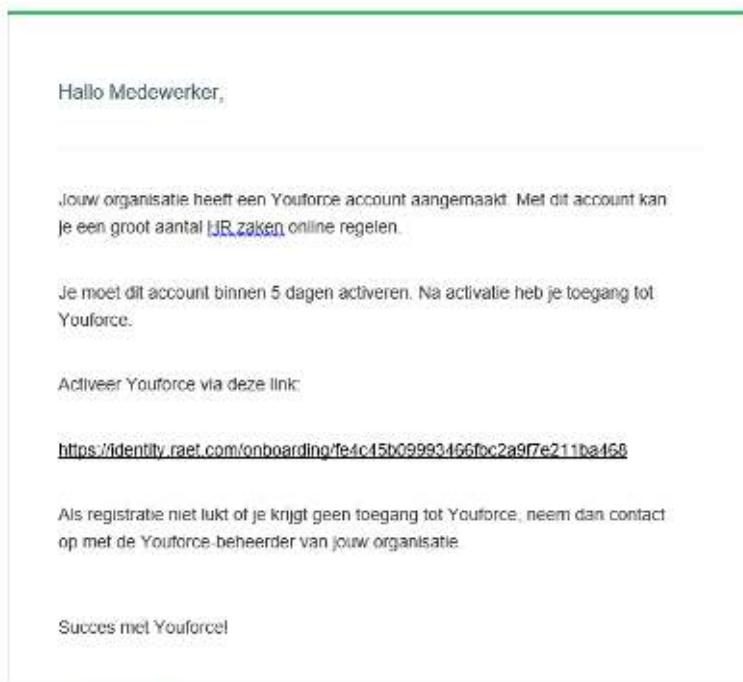 Hallo Medewerker,
Jouw organisatie heeft een Youforce account aangemaakt. Met dit account kan
je een groot aantal HR zaken online regelen.
Je moet dit account binnen 5 dagen activeren. Na activatie heb je toegang tot
Youforce.
Activeer Youforce via deze link:
https://identity.raet.com/onboarding/fe4c45b09993466fbc2a9f7e211ba468
Als registratie niet lukt of je krijgt geen toegang tot Youforce, neem dan contact
op met de Youforce-beheerder van jouw organisatie.
Succes met Youforce!